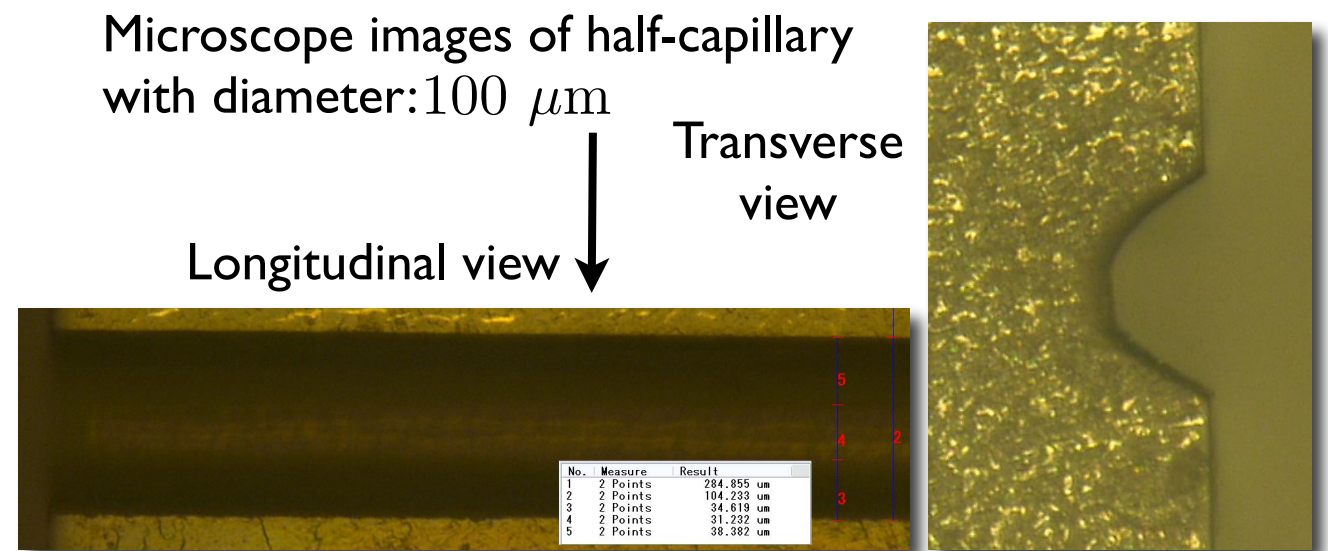 Microscope images of half-capillary
with diameter: 100 μm
Transverse
view
Longitudinal view
5
4
2
3
No. Measure Result
1 2 Points 284.855 um
2 2 Points 104.233 um
3 2 Points 34.619 um
4 2 Points 31.232 um
5 2 Points 38.382 um